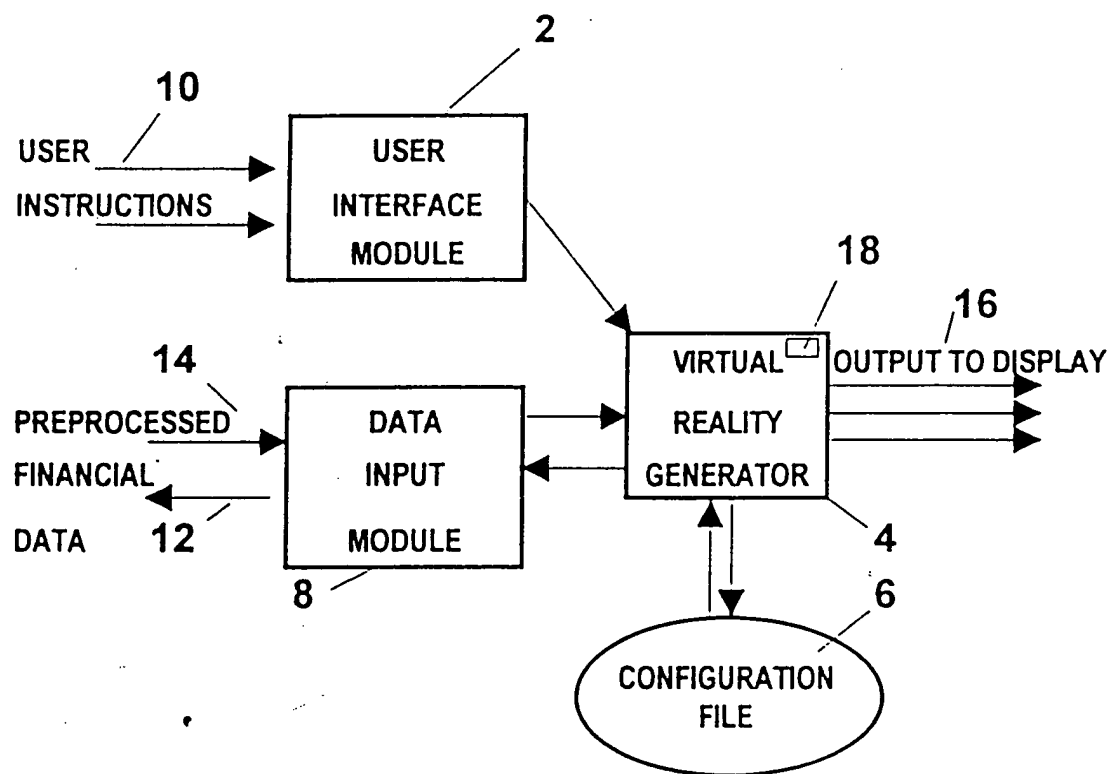 2
10
USER
INSTRUCTIONS
USER
INTERFACE
MODULE
18
16
14
VIRTUAL
REALITY
GENERATOR
OUTPUT TO DISPLAY
PREPROCESSED
FINANCIAL
DATA
12
DATA
INPUT
MODULE
8
4
6
CONFIGURATION
FILE